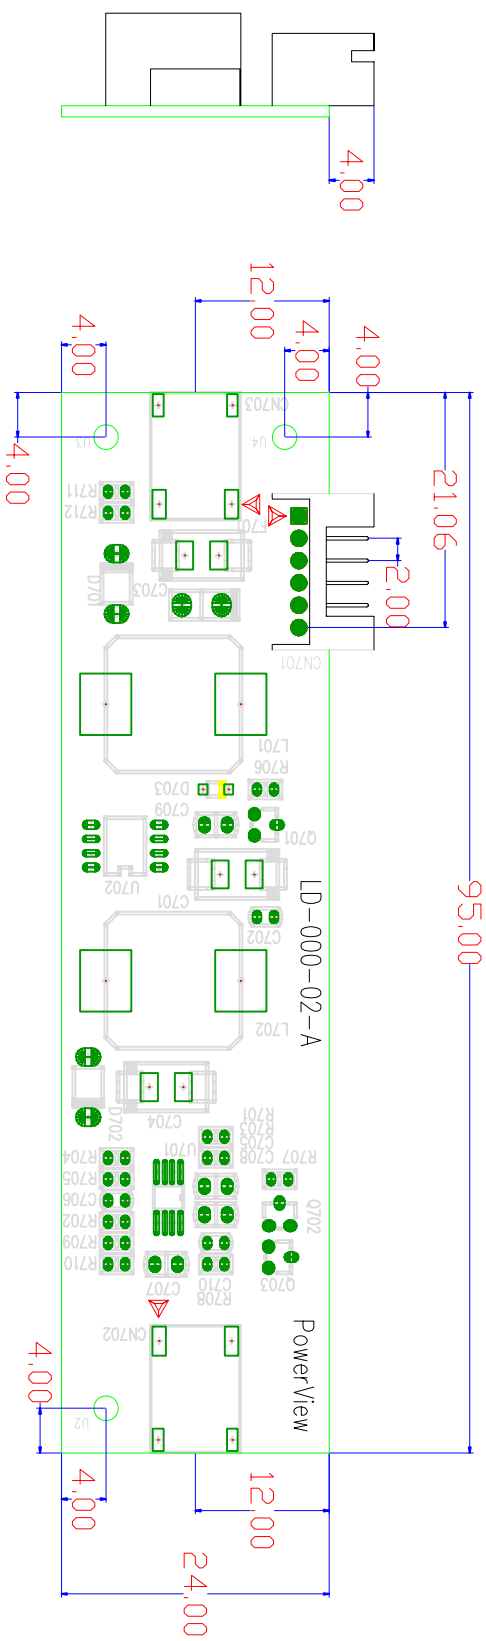 4,00
12,00
4,00
4,00
4,00
CN703
U3
U4
4,00
R711
R712
F701
21.06
D701
C703
2,00
CN701
L701
R706
D703
C709
Q701
U702
C701
LD-000-02-A
95,00
C702
L702
D702
C704
R701
R703
C705
U701
R704
C708
R707
R705
C706
R702
Q702
R709
R710
C707
C710
R708
Q703
CN702
PowerView
4,00
U2
4,00
12,00
24,00